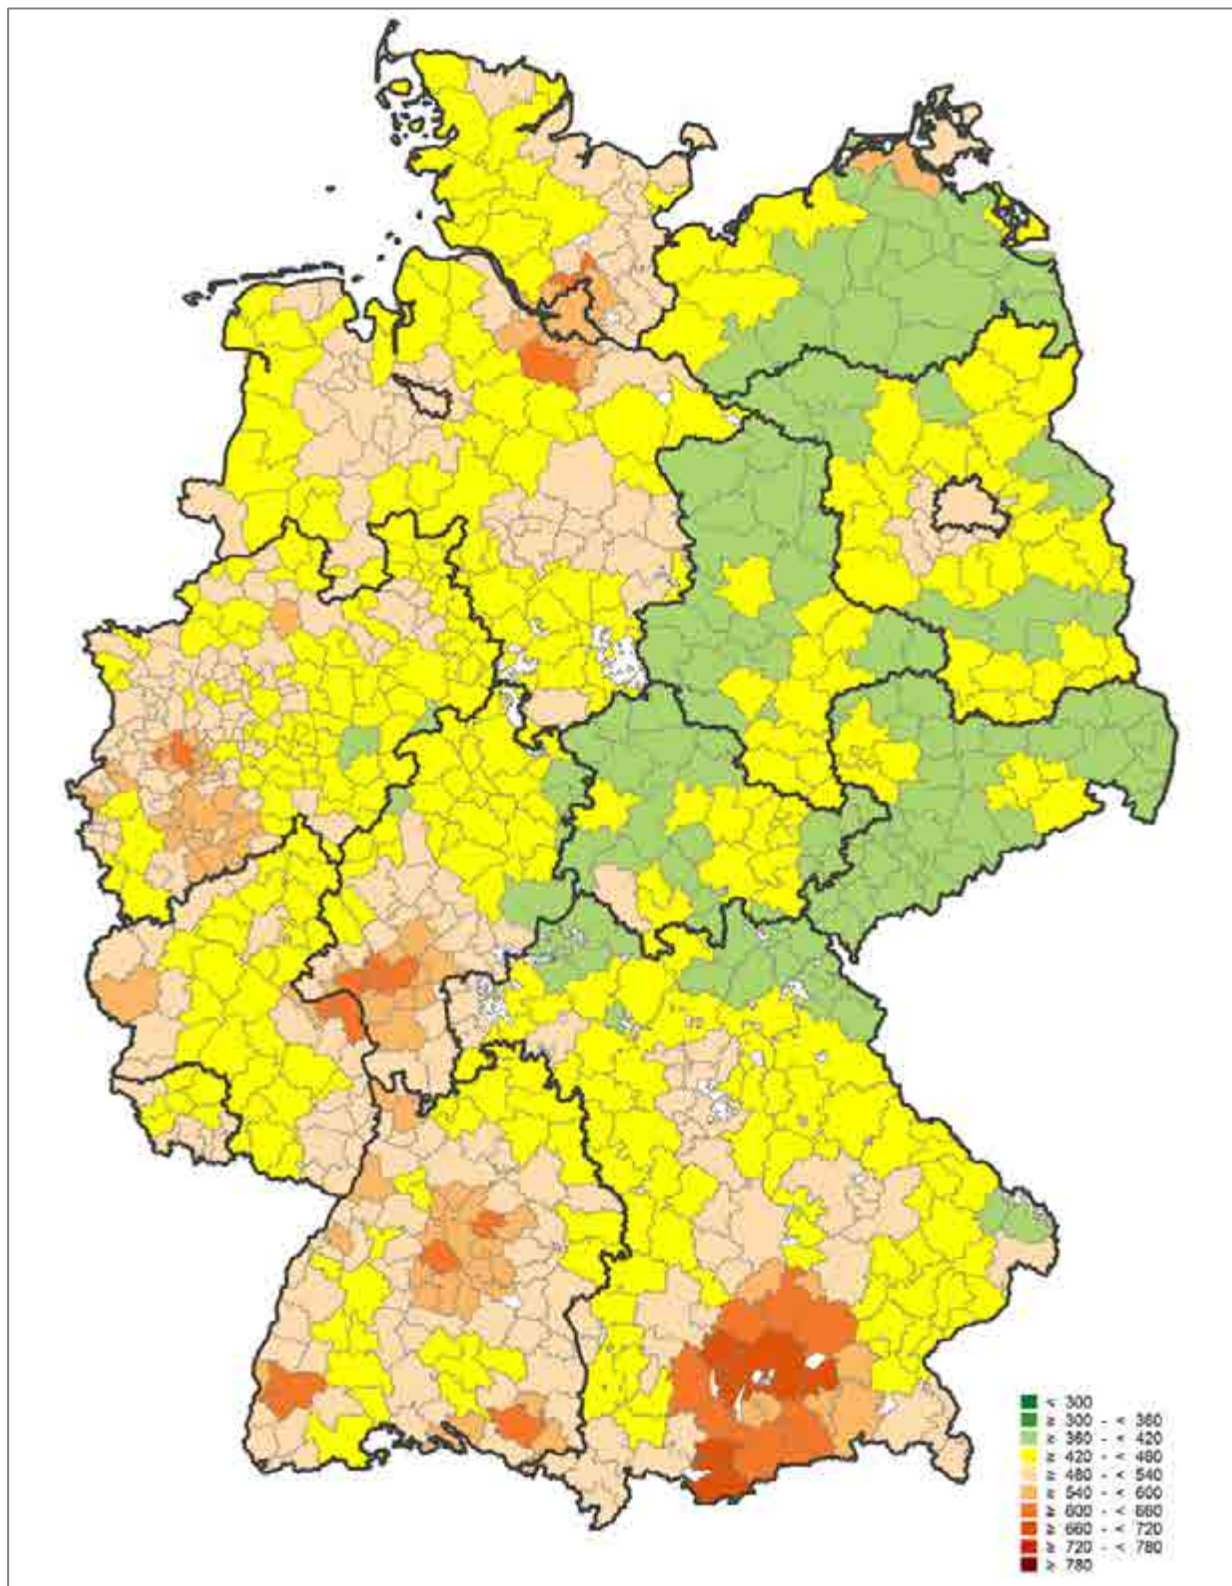 < 300
≥ 300 - < 360
≥ 360 - < 420
≥ 420 - < 480
≥ 480 - < 540
≥ 540 - < 600
≥ 600 - < 660
≥ 660 - < 720
≥ 720 - < 780
≥ 780